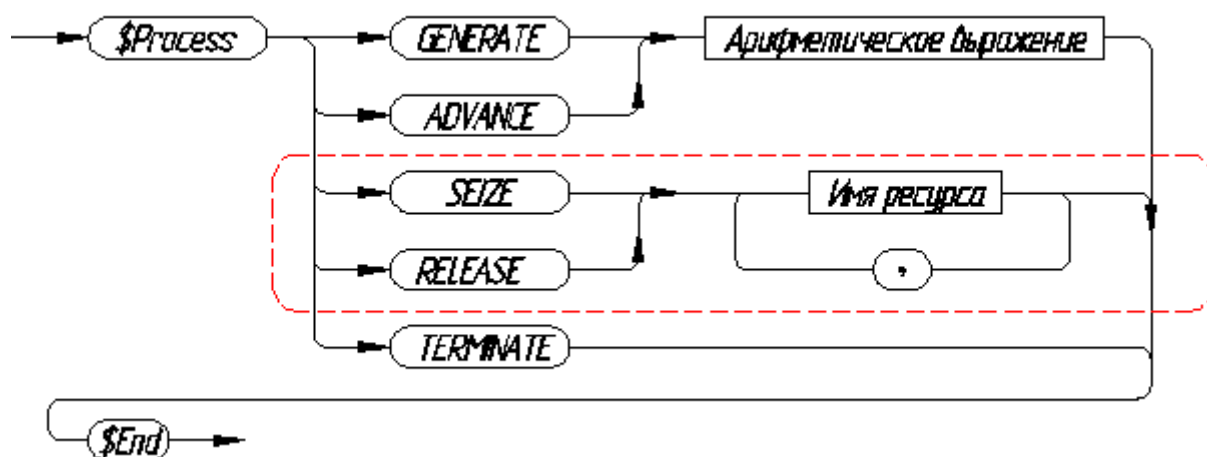 $Process
GENERATE
Арифметическое выражение
ADVANCE
SEIZE
Имя ресурса
RELEASE
,
TERMINATE
$End